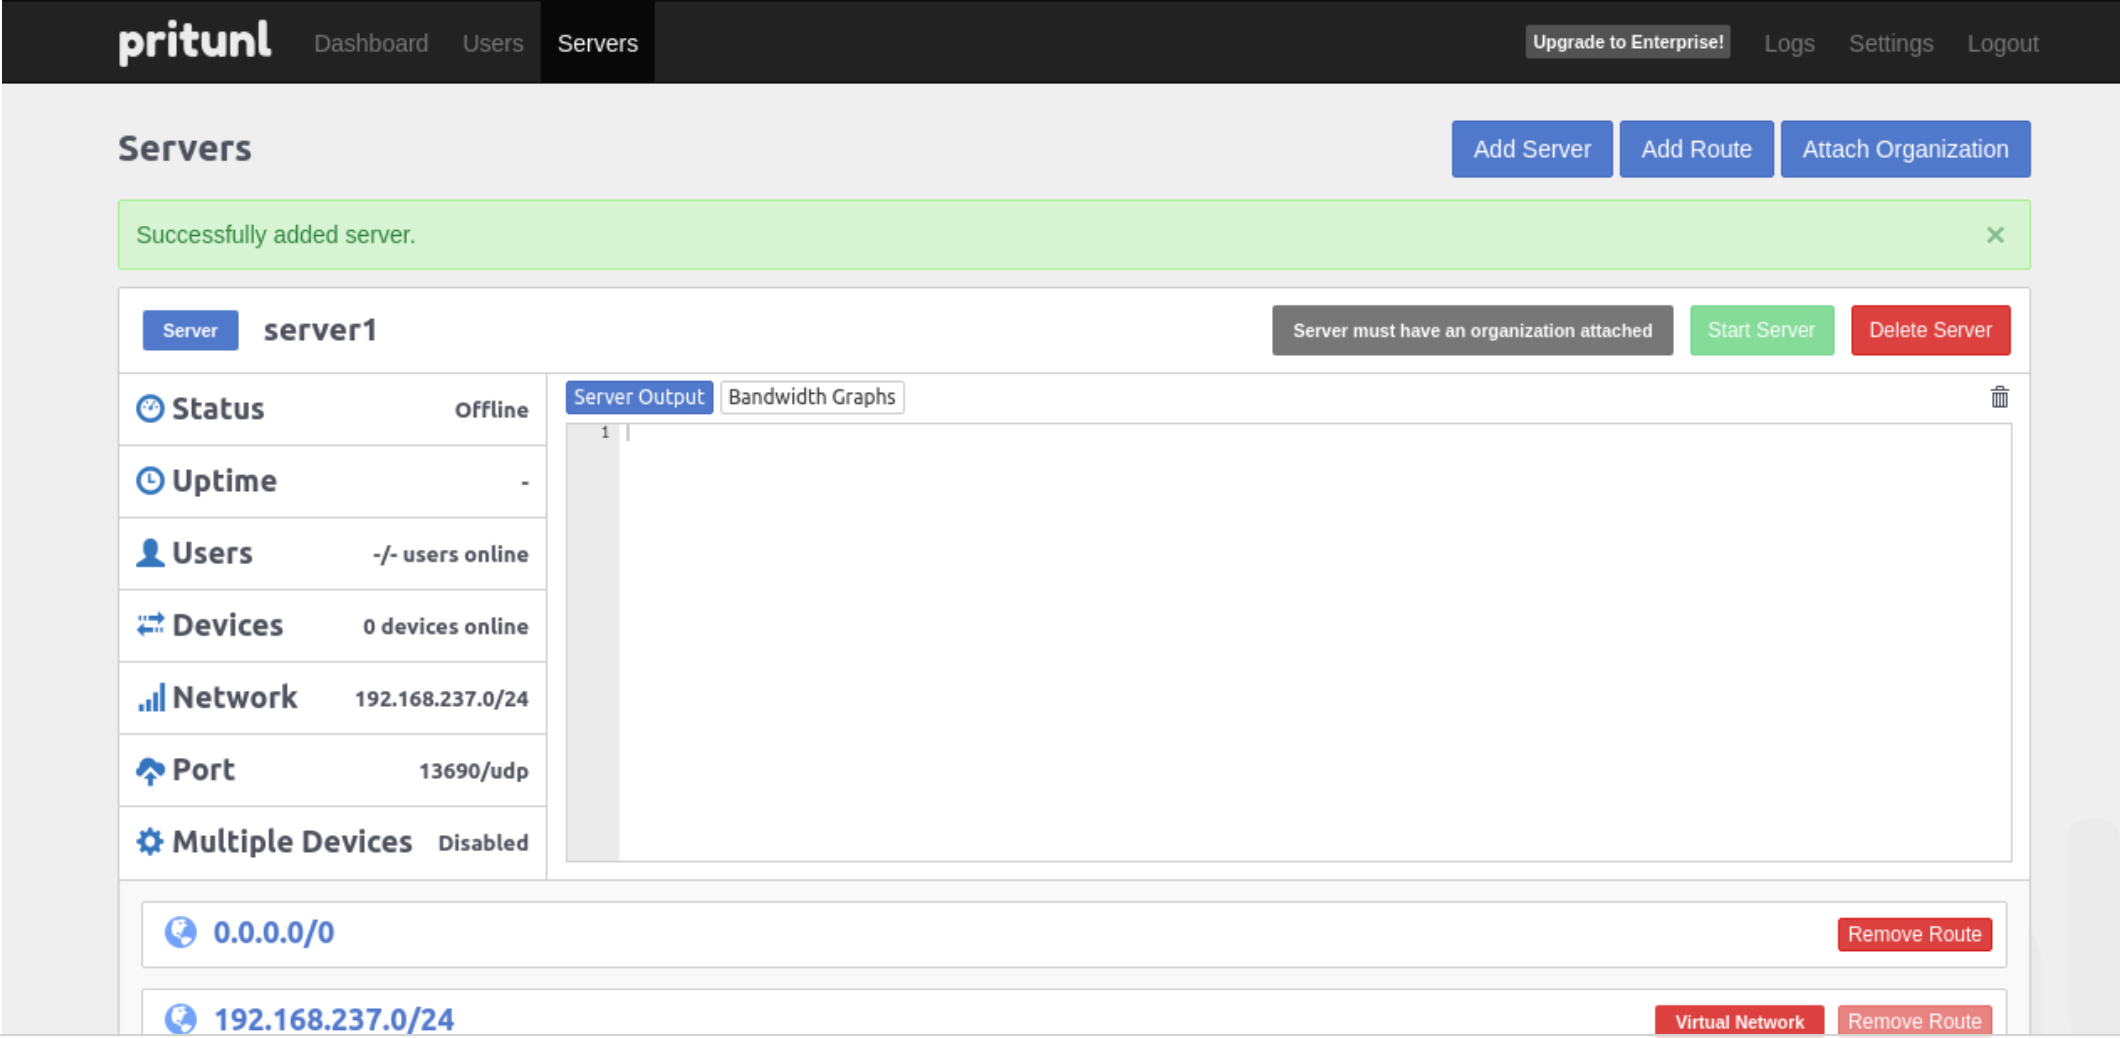 pritunl Dashboard Users Servers Upgrade to Enterprise! Logs Settings Logout
Servers Add Server Add Route Attach Organization
Successfully added server. ×
Server server1 Server must have an organization attached Start Server Delete Server
Status Offline
Server Output Bandwidth Graphs
1
Uptime -
Users -/- users online
Devices 0 devices online
Network 192.168.237.0/24
Port 13690/udp
Multiple Devices Disabled
0.0.0.0/0 Remove Route
192.168.237.0/24 Virtual Network Remove Route